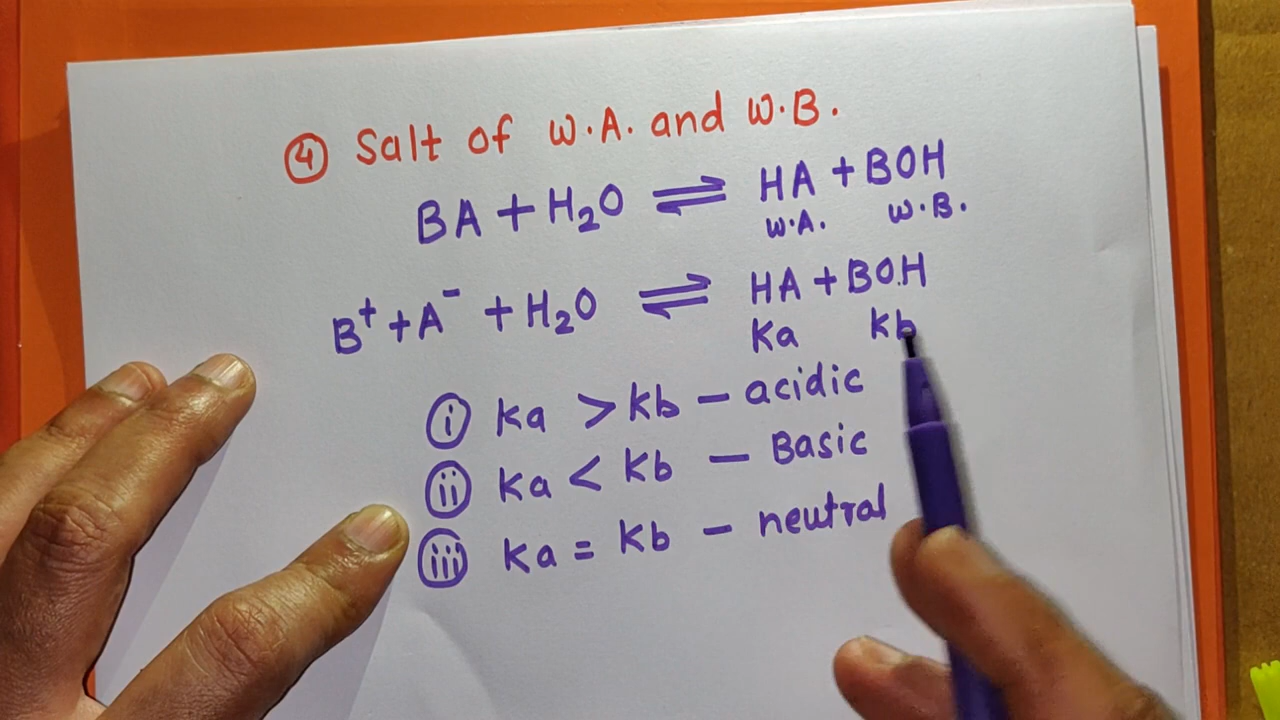 ④ Salt of W.A. and W.B.
BA + H₂O ⇌ HA + BOH
W.A. W.B.
B⁺ + A⁻ + H₂O ⇌ HA + BOH
Ka Kb
ⓘ Ka > Kb – acidic
ⓘⓘ Ka < Kb – Basic
ⓘⓘⓘ Ka = Kb – neutral